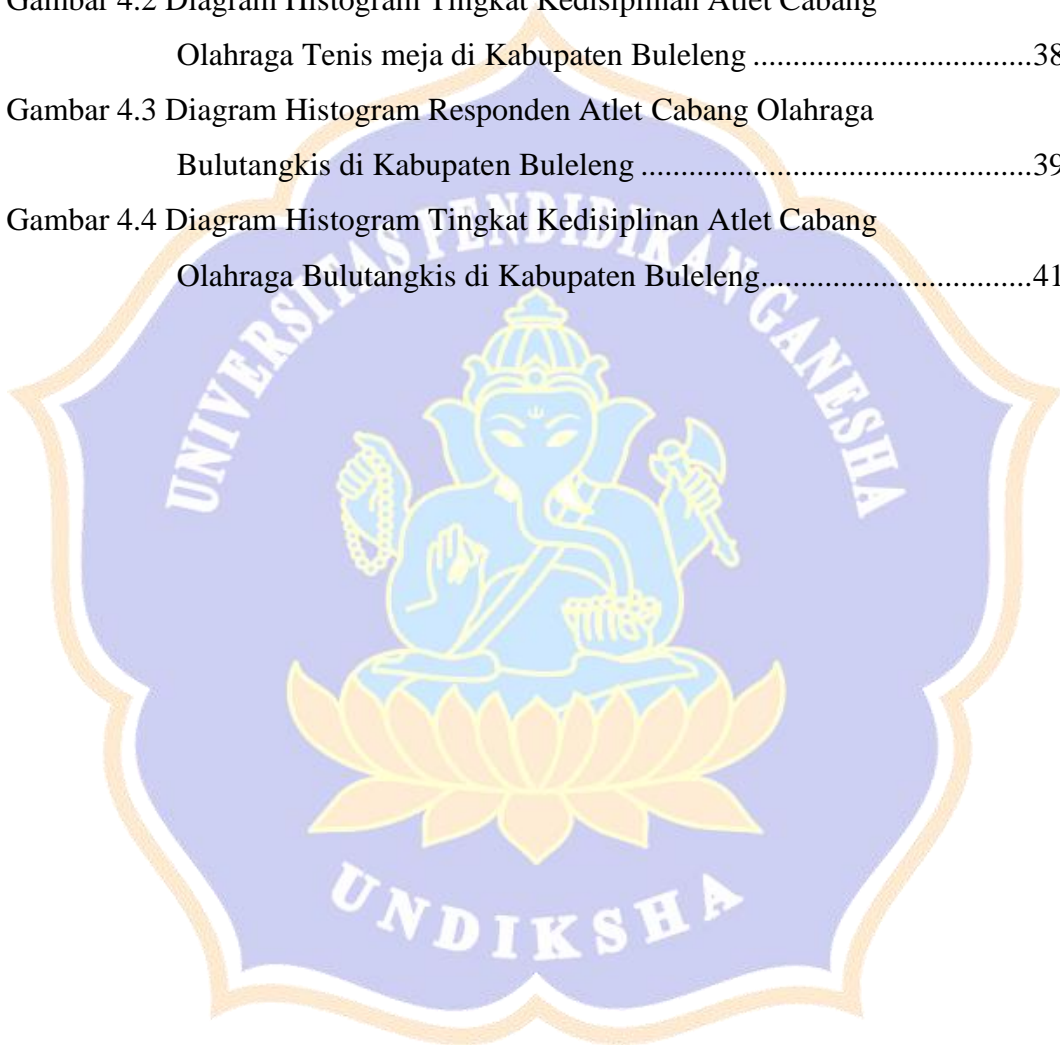 Gambar 4.2 Diagram Histogram Tingkat Kedisiplinan Atlet Cabang
Olahraga Tenis meja di Kabupaten Buleleng .................................38
Gambar 4.3 Diagram Histogram Responden Atlet Cabang Olahraga
Bulutangkis di Kabupaten Buleleng ..............................................39
Gambar 4.4 Diagram Histogram Tingkat Kedisiplinan Atlet Cabang
Olahraga Bulutangkis di Kabupaten Buleleng................................41
UNIVERSITAS PENDIDIKAN GANESHA
UNDIKSHA